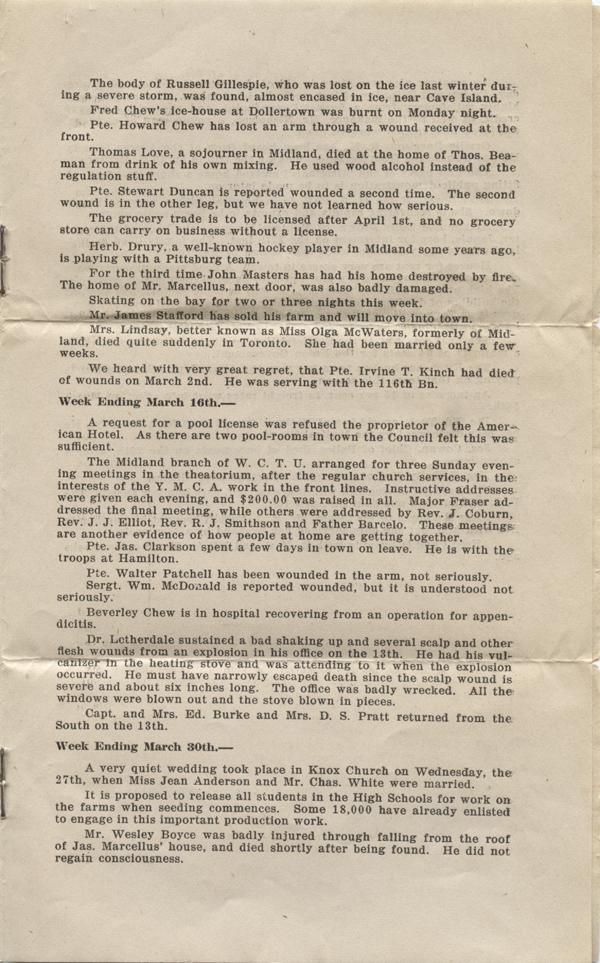 The body of Russell Gillespie, who was lost on the ice last winter dur-
ing a severe storm, was found, almost encased in ice, near Cave Island.
Fred Chew's ice-house at Dollertown was burnt on Monday night.
Pte. Howard Chew has lost an arm through a wound received at the
front.
Thomas Love, a sojourner in Midland, died at the home of Thos. Bea-
man from drink of his own mixing. He used wood alcohol instead of the
regulation stuff.
Pte. Stewart Duncan is reported wounded a second time. The second
wound is in the other leg, but we have not learned how serious.
The grocery trade is to be licensed after April 1st, and no grocery
store can carry on business without a license.
Herb. Drury, a well-known hockey player in Midland some years ago,
is playing with a Pittsburg team.
For the third time John Masters has had his home destroyed by fire.
The home of Mr. Marcellus, next door, was also badly damaged.
Skating on the bay for two or three nights this week.
Mr. James Stafford has sold his farm and will move into town.
Mrs. Lindsay, better known as Miss Olga McWaters, formerly of Mid-
land, died quite suddenly in Toronto. She had been married only a few
weeks.
We heard with very great regret, that Pte. Irvine T. Kinch had died
of wounds on March 2nd. He was serving with the 116th Bn.
Week Ending March 16th.—
A request for a pool license was refused the proprietor of the Amer-
ican Hotel. As there are two pool-rooms in town the Council felt this was
sufficient.
The Midland branch of W. C. T. U. arranged for three Sunday even-
ing meetings in the theatorium, after the regular church services, in the
interests of the Y. M. C. A. work in the front lines. Instructive addresses
were given each evening, and $200.00 was raised in all. Major Fraser ad-
dressed the final meeting, while others were addressed by Rev. J. Coburn,
Rev. J. J. Elliot, Rev. R. J. Smithson and Father Barcelo. These meetings
are another evidence of how people at home are getting together.
Pte. Jas. Clarkson spent a few days in town on leave. He is with the
troops at Hamilton.
Pte. Walter Patchell has been wounded in the arm, not seriously.
Sergt. Wm. McDonald is reported wounded, but it is understood not
seriously.
Beverley Chew is in hospital recovering from an operation for appen-
dicitis.
Dr. Letherdale sustained a bad shaking up and several scalp and other
flesh wounds from an explosion in his office on the 13th. He had his vul-
canizer in the heating stove and was attending to it when the explosion
occurred. He must have narrowly escaped death since the scalp wound is
severe and about six inches long. The office was badly wrecked. All the
windows were blown out and the stove blown in pieces.
Capt. and Mrs. Ed. Burke and Mrs. D. S. Pratt returned from the
South on the 13th.
Week Ending March 30th.—
A very quiet wedding took place in Knox Church on Wednesday, the
27th, when Miss Jean Anderson and Mr. Chas. White were married.
It is proposed to release all students in the High Schools for work on
the farms when seeding commences. Some 18,000 have already enlisted
to engage in this important production work.
Mr. Wesley Boyce was badly injured through falling from the roof
of Jas. Marcellus' house, and died shortly after being found. He did not
regain consciousness.